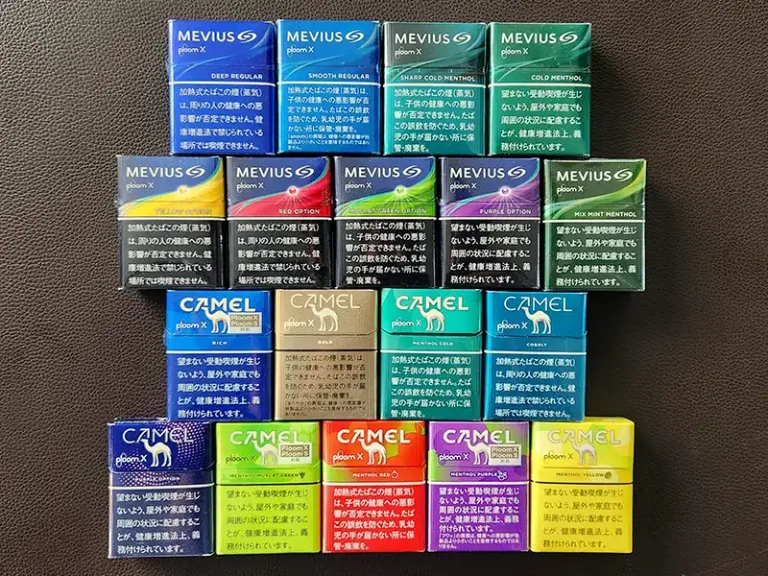 MEVIUS
ploom X
DEEP REGULAR
加熱式たばこの煙(蒸気)
は、周りの人の健康への悪
影響が否定できません。健
康増進法で禁じられている
場所では喫煙できません。
MEVIUS
ploom X
SMOOTH REGULAR
加熱式たばこの煙(蒸気)は、
子供の健康への悪影響が否
定できません。たばこの誤飲
を防ぐため、乳幼児の手が届
かない所に保管・廃棄を。
MEVIUS
ploom X
SHARP COLD MENTHOL
加熱式たばこの煙(蒸気)
は、子供の健康への悪影
響が否定できません。たば
この誤飲を防ぐため、乳幼
児の手が届かない所に保
管・廃棄を。
MEVIUS
ploom X
COLD MENTHOL
望まない受動喫煙が生じ
ないよう、屋外や家庭でも
周囲の状況に配慮するこ
とが、健康増進法上、義
務付けられています。
MEVIUS
ploom X
YELLOW OPTION
加熱式たばこの煙(蒸気)
は、周りの人の健康への悪
影響が否定できません。健
康増進法で禁じられている
場所では喫煙できません。
MEVIUS
ploom X
RED OPTION
加熱式たばこの煙(蒸気)
は、周りの人の健康への悪
影響が否定できません。健
康増進法で禁じられている
場所では喫煙できません。
MEVIUS
ploom X
GREEN OPTION
加熱式たばこの煙(蒸気)
は、子供の健康への悪影
響が否定できません。たば
この誤飲を防ぐため、乳幼
児の手が届かない所に保
管・廃棄を。
MEVIUS
ploom X
PURPLE OPTION
望まない受動喫煙が生じ
ないよう、屋外や家庭でも
周囲の状況に配慮するこ
とが、健康増進法上、義
務付けられています。
MEVIUS
ploom X
MIX MINT MENTHOL
望まない受動喫煙が生じ
ないよう、屋外や家庭でも
周囲の状況に配慮するこ
とが、健康増進法上、義
務付けられています。
CAMEL
ploom X
Ploom X
Ploom S
RICH
望まない受動喫煙が生じ
ないよう、屋外や家庭でも
周囲の状況に配慮するこ
とが、健康増進法上、義
務付けられています。
CAMEL
ploom X
GOLD
加熱式たばこの煙(蒸気)は、
子供の健康への悪影響が否
定できません。たばこの誤飲
を防ぐため、乳幼児の手が届
かない所に保管・廃棄を。
CAMEL
ploom X
MENTHOL COLD
加熱式たばこの煙(蒸気)
は、子供の健康への悪影
響が否定できません。たば
この誤飲を防ぐため、乳幼
児の手が届かない所に保
管・廃棄を。
CAMEL
ploom X
COBALT
望まない受動喫煙が生じ
ないよう、屋外や家庭でも
周囲の状況に配慮するこ
とが、健康増進法上、義
務付けられています。
CAMEL
ploom X
PURPLE OPTION
望まない受動喫煙が生じ
ないよう、屋外や家庭でも
周囲の状況に配慮するこ
とが、健康増進法上、義
務付けられています。
CAMEL
ploom X
Ploom X
Ploom S
MENTHOL MUSCAT GREEN
望まない受動喫煙が生じ
ないよう、屋外や家庭でも
周囲の状況に配慮するこ
とが、健康増進法上、義
務付けられています。
CAMEL
ploom X
MENTHOL RED
加熱式たばこの煙(蒸気)
は、子供の健康への悪影
響が否定できません。たば
この誤飲を防ぐため、乳幼
児の手が届かない所に保
管・廃棄を。
CAMEL
ploom X
Ploom X
Ploom S
MENTHOL PURPLE
望まない受動喫煙が生じ
ないよう、屋外や家庭でも
周囲の状況に配慮するこ
とが、健康増進法上、義
務付けられています。
CAMEL
ploom X
MENTHOL YELLOW
望まない受動喫煙が生じ
ないよう、屋外や家庭でも
周囲の状況に配慮するこ
とが、健康増進法上、義
務付けられています。